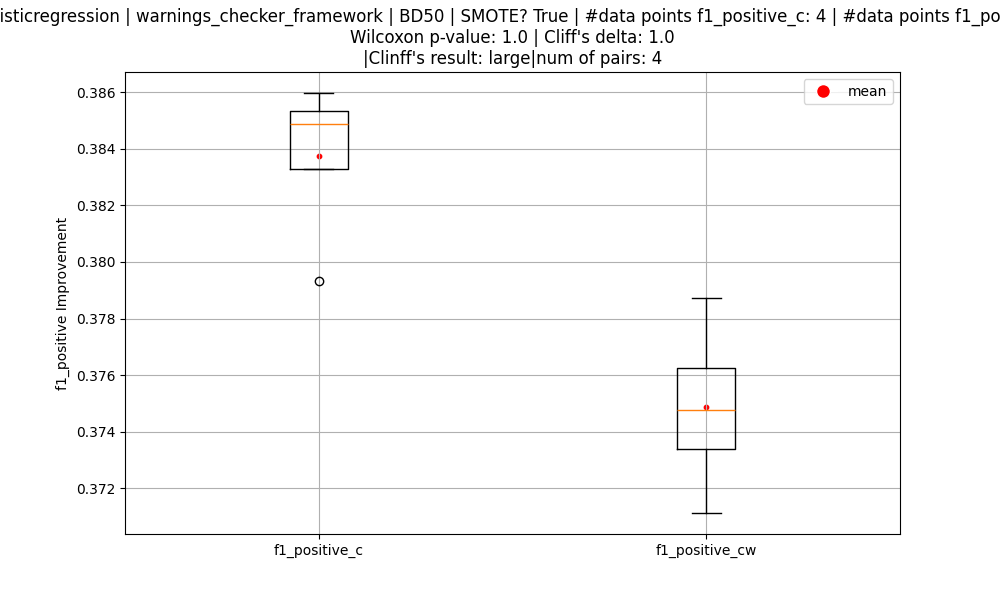 isticregression | warnings_checker_framework | BD50 | SMOTE? True | #data points f1_positive_c: 4 | #data points f1_po
Wilcoxon p-value: 1.0 | Cliff's delta: 1.0
|Clinff's result: large|num of pairs: 4
mean
0.386
0.384
0.382
0.380
0.378
0.376
0.374
0.372
f1_positive Improvement
f1_positive_c
f1_positive_cw